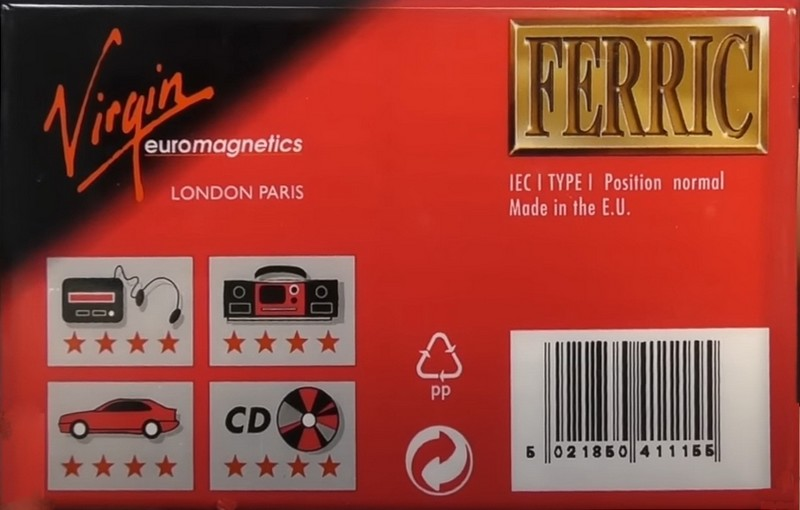 Virgin
euromagnetics
LONDON PARIS
FERRIC
IEC I TYPE I Position normal
Made in the E.U.
CD
PP
5 021850 411155